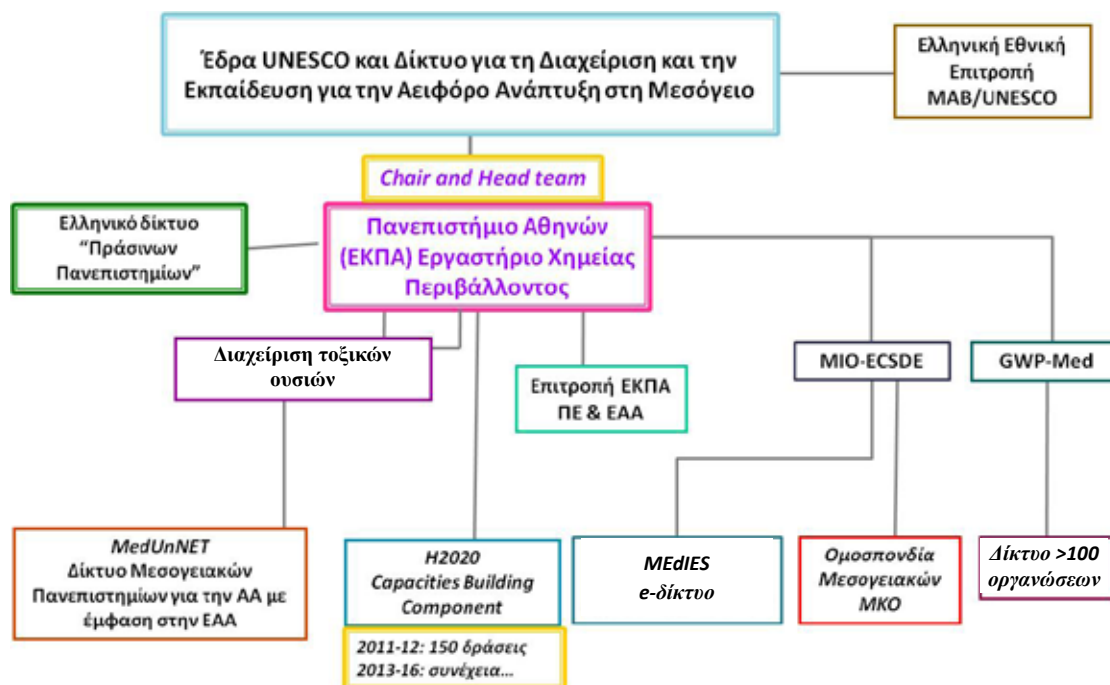 Έδρα UNESCO και Δίκτυο για τη Διαχείριση και την
Εκπαίδευση για την Αειφόρο Ανάπτυξη στη Μεσόγειο
Ελληνική Εθνική
Επιτροπή
MAB/UNESCO
Chair and Head team
Ελληνικό δίκτυο
“Πράσινων
Πανεπιστημίων”
Πανεπιστήμιο Αθηνών
(ΕΚΠΑ) Εργαστήριο Χημείας
Περιβάλλοντος
Διαχείριση τοξικών
ουσιών
Επιτροπή ΕΚΠΑ
ΠΕ & ΕΑΑ
MIO-ECSDE
GWP-Med
MedUnNET
Δίκτυο Μεσογειακών
Πανεπιστημίων για την ΑΑ με
έμφαση στην ΕΑΑ
H2020
Capacities Building
Component
2011-12: 150 δράσεις
2013-16: συνέχεια...
MEdIES
e-δίκτυο
Ομοσπονδία
Μεσογειακών
ΜΚΟ
Δίκτυο >100
οργανώσεων